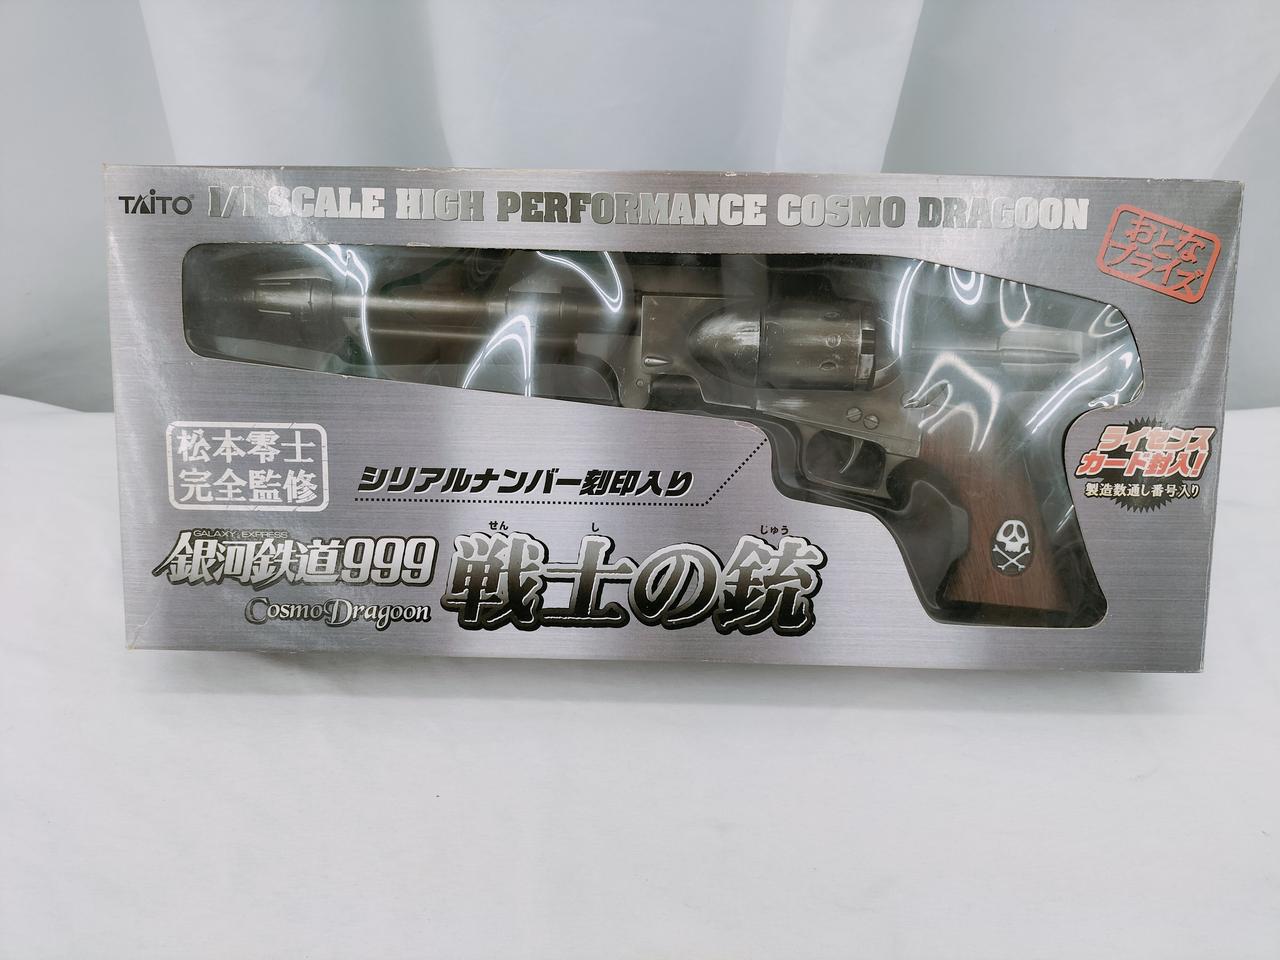 TAITO
1/1 SCALE HIGH PERFORMANCE COSMO DRAGOON
おとな
プライズ
松本零士
完全監修
シリアルナンバー刻印入り
ライセンス
カード封入!
製造数通し番号入り
GALAXY EXPRESS
銀河鉄道999
Cosmo Dragoon
せん し じゅう
戦士の銃